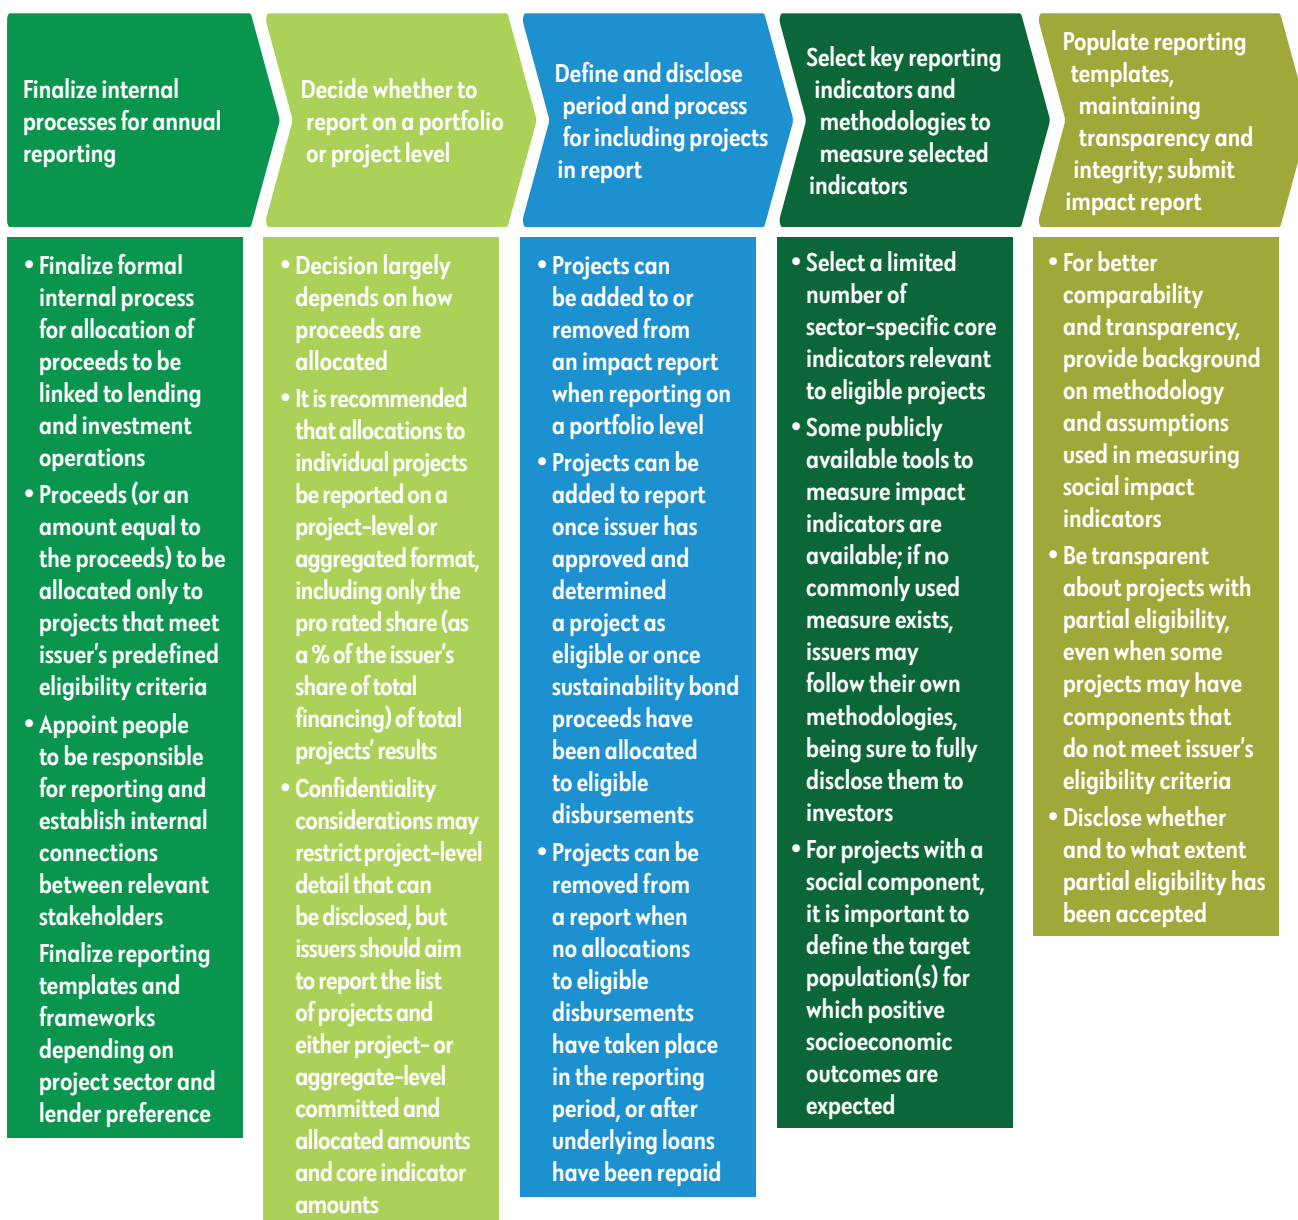 Finalize internal
processes for annual
reporting
Decide whether to
report on a portfolio
or project level
Define and disclose
period and process
for including projects
in report
Select key reporting
indicators and
methodologies to
measure selected
indicators
Populate reporting
templates,
maintaining
transparency and
integrity; submit
impact report
• Finalize formal
internal process
for allocation of
proceeds to be
linked to lending
and investment
operations
• Proceeds (or an
amount equal to
the proceeds) to be
allocated only to
projects that meet
issuer's predefined
eligibility criteria
• Appoint people
to be responsible
for reporting and
establish internal
connections
between relevant
stakeholders
Finalize reporting
templates and
frameworks
depending on
project sector and
lender preference
• Decision largely
depends on how
proceeds are
allocated
• It is recommended
that allocations to
individual projects
be reported on a
project-level or
aggregated format,
including only the
pro rated share (as
a % of the issuer's
share of total
financing) of total
projects' results
• Confidentiality
considerations may
restrict project-level
detail that can
be disclosed, but
issuers should aim
to report the list
of projects and
either project- or
aggregate-level
committed and
allocated amounts
and core indicator
amounts
• Projects can
be added to or
removed from
an impact report
when reporting on
a portfolio level
• Projects can be
added to report
once issuer has
approved and
determined
a project as
eligible or once
sustainability bond
proceeds have
been allocated
to eligible
disbursements
• Projects can be
removed from
a report when
no allocations
to eligible
disbursements
have taken place
in the reporting
period, or after
underlying loans
have been repaid
• Select a limited
number of
sector-specific core
indicators relevant
to eligible projects
• Some publicly
available tools to
measure impact
indicators are
available; if no
commonly used
measure exists,
issuers may
follow their own
methodologies,
being sure to fully
disclose them to
investors
• For projects with a
social component,
it is important to
define the target
population(s) for
which positive
socioeconomic
outcomes are
expected
• For better
comparability
and transparency,
provide background
on methodology
and assumptions
used in measuring
social impact
indicators
• Be transparent
about projects with
partial eligibility,
even when some
projects may have
components that
do not meet issuer's
eligibility criteria
• Disclose whether
and to what extent
partial eligibility has
been accepted